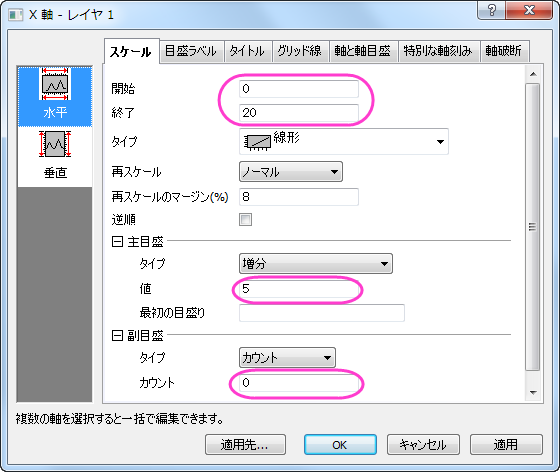 X 軸 - レイヤ 1
スケール 目盛ラベル タイトル グリッド線 軸と軸目盛 特別な軸刻み 軸破断
水平
垂直
開始 0
終了 20
タイプ 線形
再スケール ノーマル
再スケールのマージン(%) 8
逆順
主目盛
タイプ 増分
値 5
最初の目盛り
副目盛
タイプ カウント
カウント 0
複数の軸を選択すると一括で編集できます。
適用先... OK キャンセル 適用